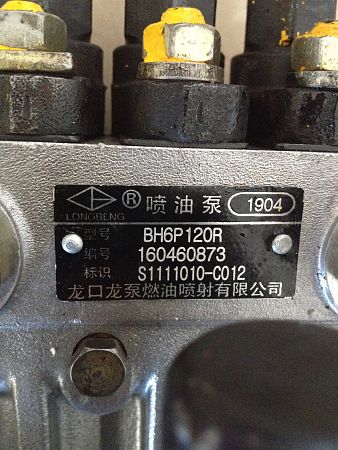 LONGBENG ® 喷油泵 1904
型号 BH6P120R
编号 160460873
标识 S1111010-C012
龙口龙泵燃油喷射有限公司